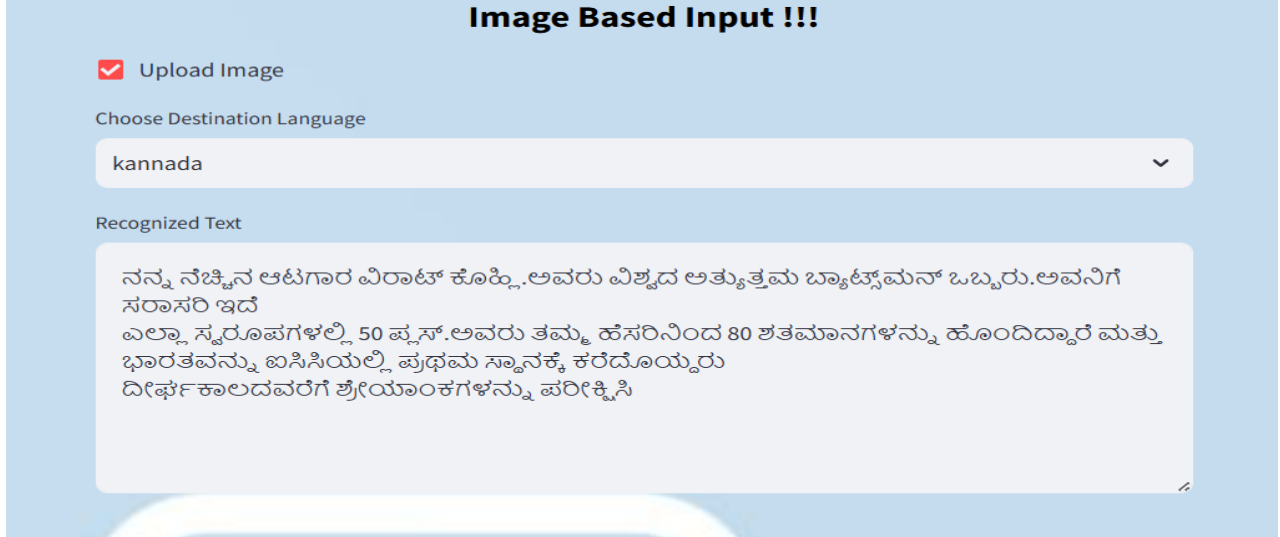 Image Based Input !!!
Upload Image
Choose Destination Language
kannada
Recognized Text
ನನ್ನ ನೆಚ್ಚಿನ ಆಟಗಾರ ವಿರಾಟ್ ಕೊಹ್ಲಿ.ಅವರು ವಿಶ್ವದ ಅತ್ಯುತ್ತಮ ಬ್ಯಾಟ್ಸ್‌ಮನ್ ಒಬ್ಬರು.ಅವನಿಗೆ
ಸರಾಸರಿ ಇದೆ
ಎಲ್ಲಾ ಸ್ವರೂಪಗಳಲ್ಲಿ 50 ಪ್ಲಸ್.ಅವರು ತಮ್ಮ ಹೆಸರಿನಿಂದ 80 ಶತಮಾನಗಳನ್ನು ಹೊಂದಿದ್ದಾರೆ ಮತ್ತು
ಭಾರತವನ್ನು ಐಸಿಸಿಯಲ್ಲಿ ಪ್ರಥಮ ಸ್ಥಾನಕ್ಕೆ ಕರೆದೊಯ್ದರು
ದೀರ್ಘಕಾಲದವರೆಗೆ ಶ್ರೇಯಾಂಕಗಳನ್ನು ಪರೀಕ್ಷಿಸಿ